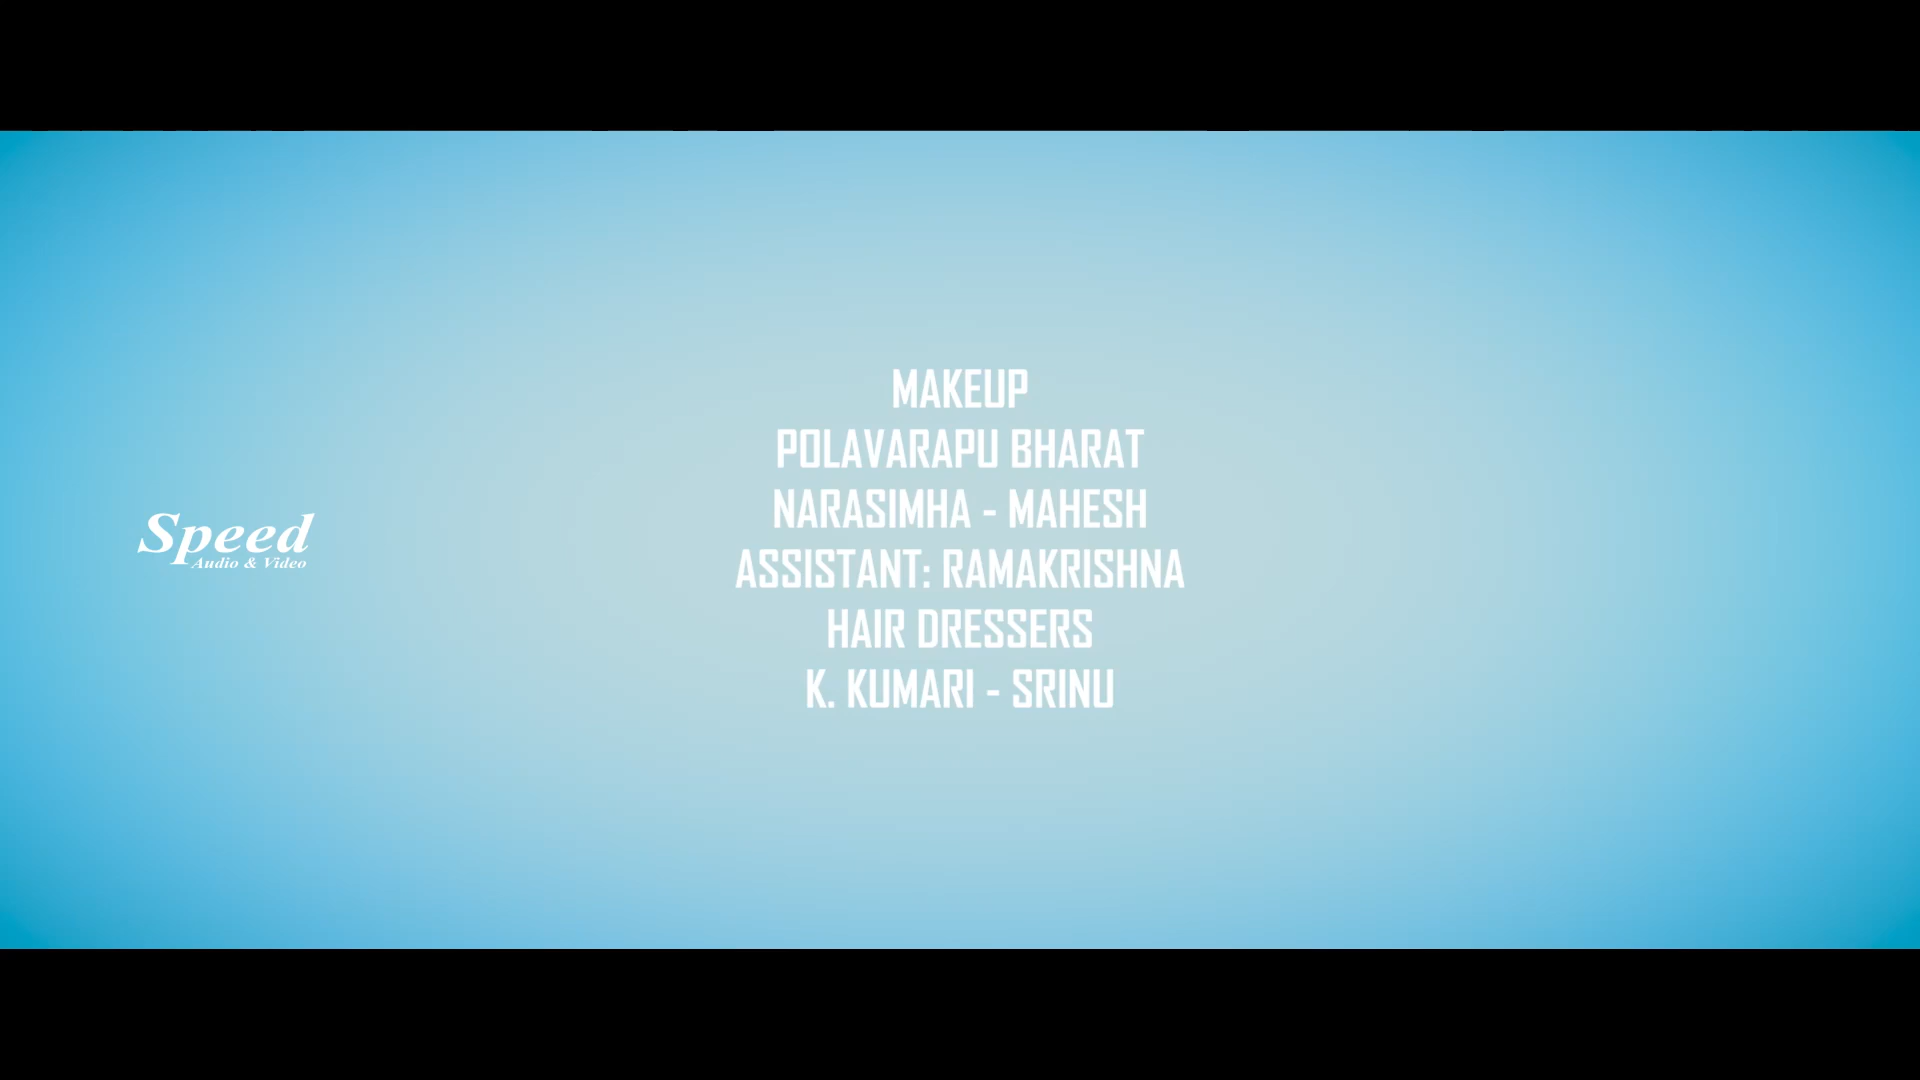 MAKEUP
POLAVARAPU BHARAT
NARASIMHA - MAHESH
ASSISTANT: RAMAKRISHNA
HAIR DRESSERS
K. KUMARI - SRINU
Speed
Audio & Video